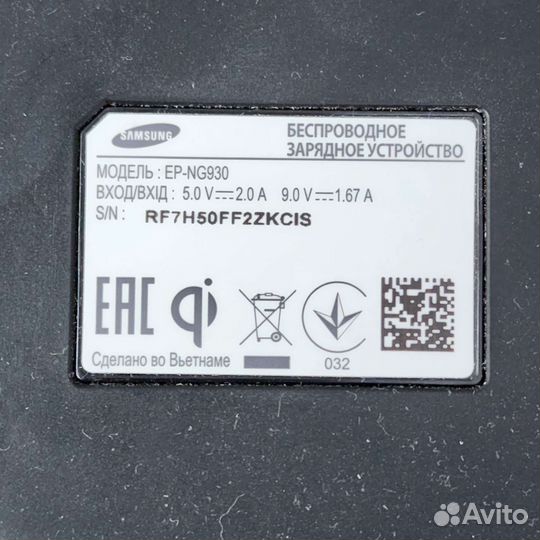 SAMSUNG
БЕСПРОВОДНОЕ
ЗАРЯДНОЕ УСТРОЙСТВО
МОДЕЛЬ : EP-NG930
ВХОД/ВХІД : 5.0 V⎓2.0 A 9.0 V⎓1.67 A
S/N : RF7H50FF2ZKCIS
EAC qi
Сделано во Вьетнаме
032
Avito